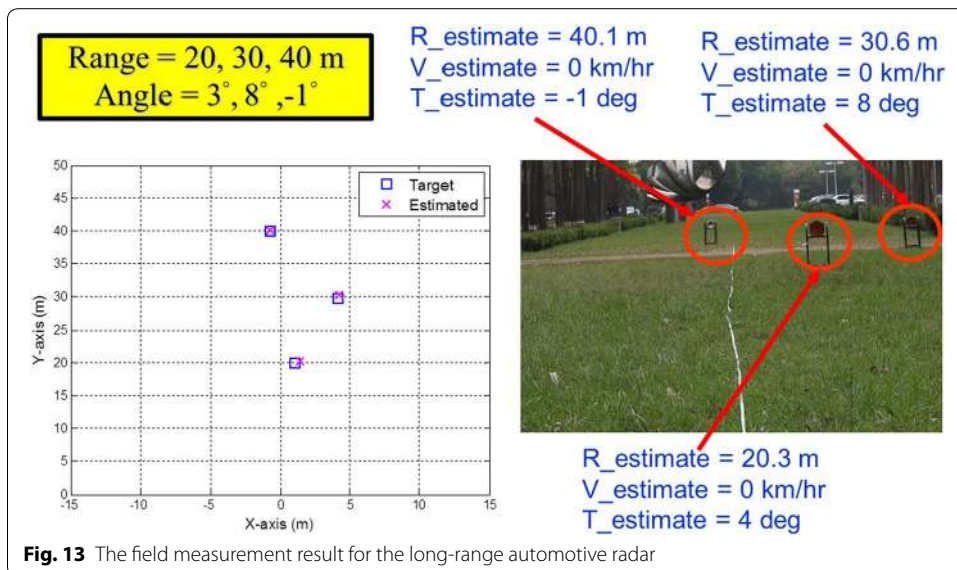 Range = 20, 30, 40 m
Angle = 3°, 8° ,-1°
R_estimate = 40.1 m
V_estimate = 0 km/hr
T_estimate = -1 deg
R_estimate = 30.6 m
V_estimate = 0 km/hr
T_estimate = 8 deg
50
45
40
35
30
25
20
15
10
5
0
Y-axis (m)
Target
Estimated
-15
-10
-5
0
5
10
15
X-axis (m)
R_estimate = 20.3 m
V_estimate = 0 km/hr
T_estimate = 4 deg
Fig. 13 The field measurement result for the long-range automotive radar